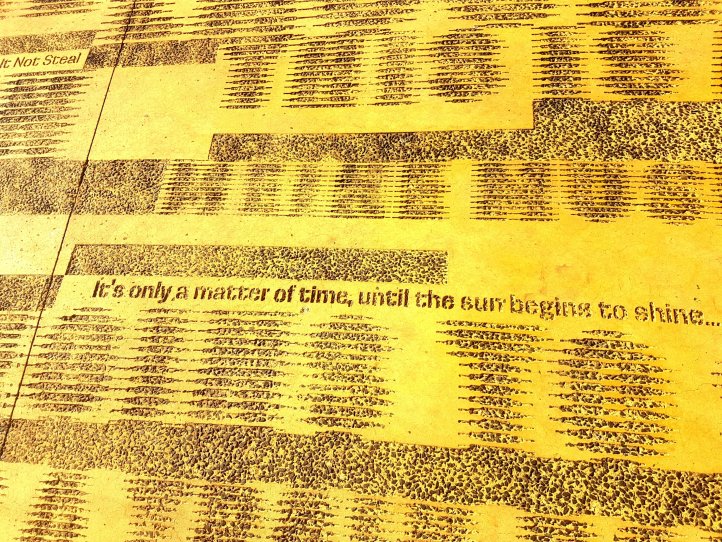 It Not Steal
It's only a matter of time, until the sun begins to shine...